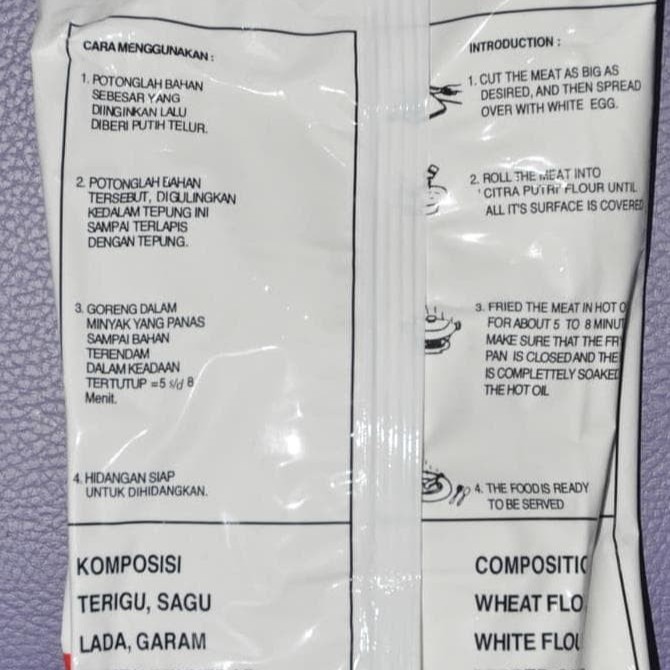 CARA MENGGUNAKAN :
1. POTONGLAH BAHAN
SEBESAR YANG
DIINGINKAN LALU
DIBERI PUTIH TELUR.
2. POTONGLAH BAHAN
TERSEBUT, DIGULINGKAN
KEDALAM TEPUNG INI
SAMPAI TERLAPIS
DENGAN TEPUNG.
3. GORENG DALAM
MINYAK YANG PANAS
SAMPAI BAHAN
TERENDAM
DALAM KEADAAN
TERTUTUP =5 s/d 8
Menit.
4. HIDANGAN SIAP
UNTUK DIHIDANGKAN.
KOMPOSISI
TERIGU, SAGU
LADA, GARAM
INTRODUCTION :
1. CUT THE MEAT AS BIG AS
DESIRED, AND THEN SPREAD
OVER WITH WHITE EGG.
2. ROLL THE MEAT INTO
CITRA PUTRI FLOUR UNTIL
ALL IT'S SURFACE IS COVERED
3. FRIED THE MEAT IN HOT O
FOR ABOUT 5 TO 8 MINUT
MAKE SURE THAT THE FR
PAN IS CLOSED AND THE
IS COMPLETTELY SOAKED
THE HOT OIL
4. THE FOOD IS READY
TO BE SERVED
COMPOSITIO
WHEAT FLO
WHITE FLOU